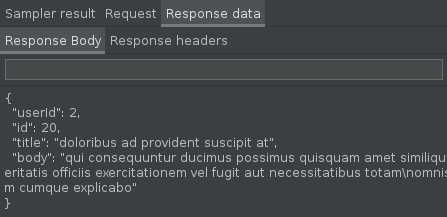 Sampler result Request Response data
Response Body Response headers
{
  "userId": 2,
  "id": 20,
  "title": "doloribus ad provident suscipit at",
  "body": "qui consequuntur ducimus possimus quisquam amet similiqu
eritatis officiis exercitationem vel fugit aut necessitatibus totam\nomnis
m cumque explicabo"
}